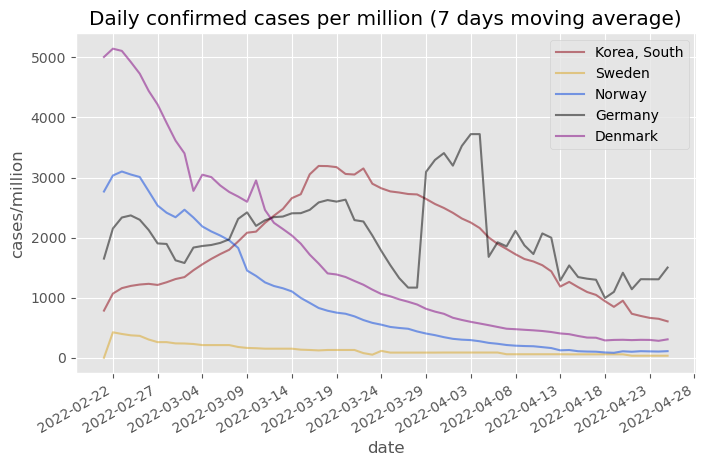 Daily confirmed cases per million (7 days moving average)
Korea, South
Sweden
Norway
Germany
Denmark
cases/million
5000
4000
3000
2000
1000
0
2022-02-22
2022-02-27
2022-03-04
2022-03-09
2022-03-14
2022-03-19
2022-03-24
2022-03-29
2022-04-03
2022-04-08
2022-04-13
2022-04-18
2022-04-23
2022-04-28
date